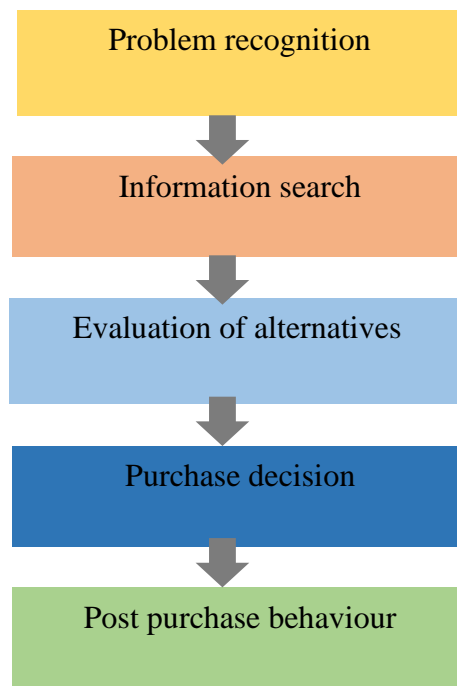 Problem recognition
Information search
Evaluation of alternatives
Purchase decision
Post purchase behaviour